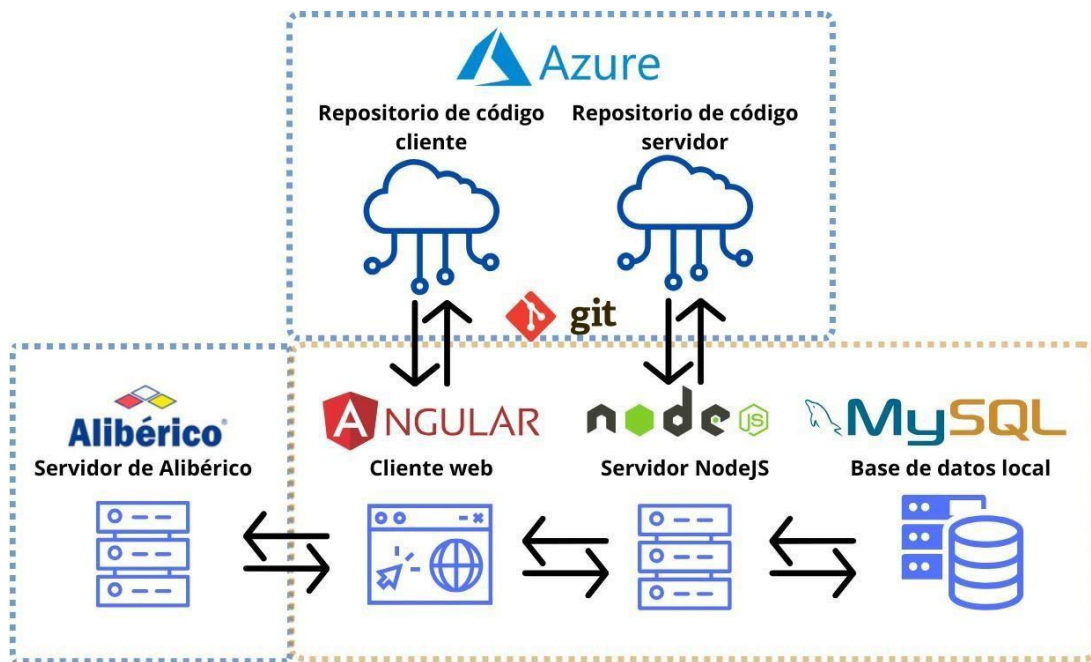 Azure
Repositorio de código
cliente
Repositorio de código
servidor
git
Alibérico®
Servidor de Alibérico
ANGULAR
Cliente web
node JS
Servidor NodeJS
MySQL
Base de datos local